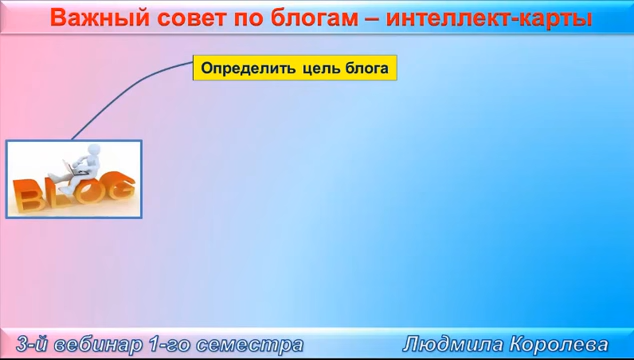 Важный совет по блогам – интеллект-карты
Определить цель блога
BLOG
3-й вебинар 1-го семестра
Людмила Королева